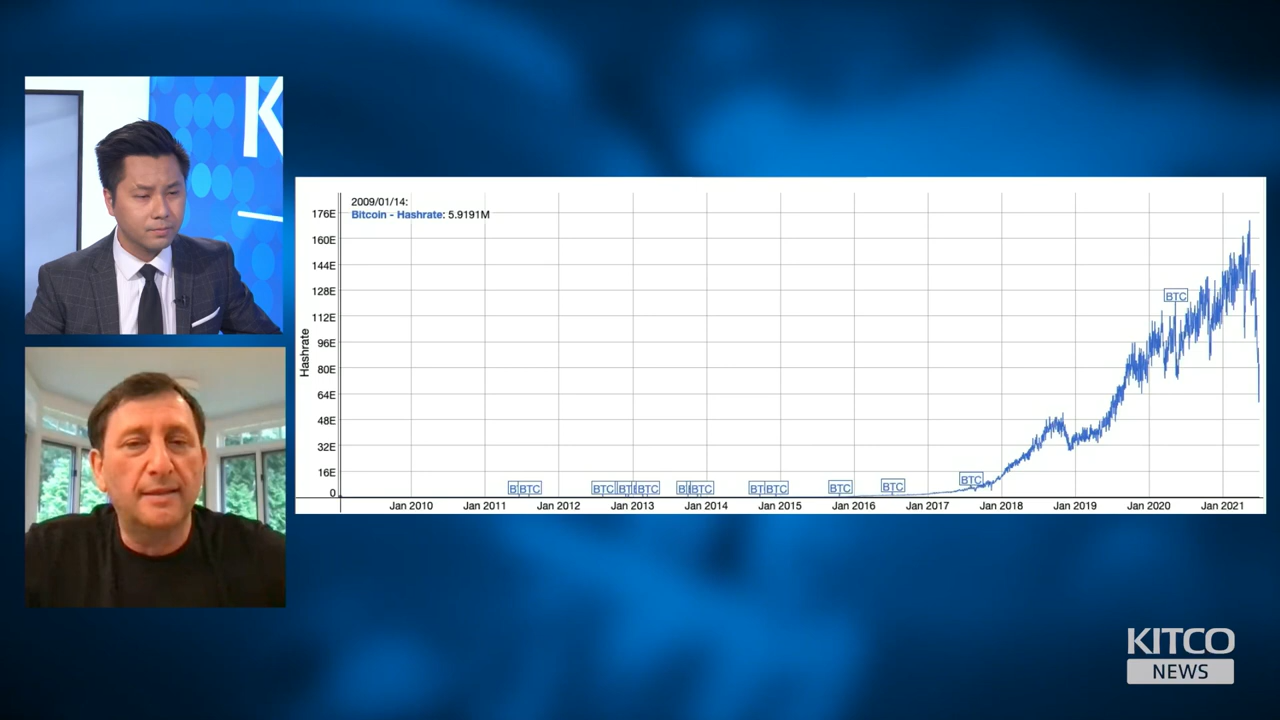 K
2009/01/14:
Bitcoin - Hashrate: 5.9191M
Hashrate
176E
160E
144E
128E
112E
96E
80E
64E
48E
32E
16E
0
BTC
BTC
BTC
BTC
BTC
BTC
BTC
BTC
BTC
BTC
Jan 2010 Jan 2011 Jan 2012 Jan 2013 Jan 2014 Jan 2015 Jan 2016 Jan 2017 Jan 2018 Jan 2019 Jan 2020 Jan 2021
KITCO
NEWS